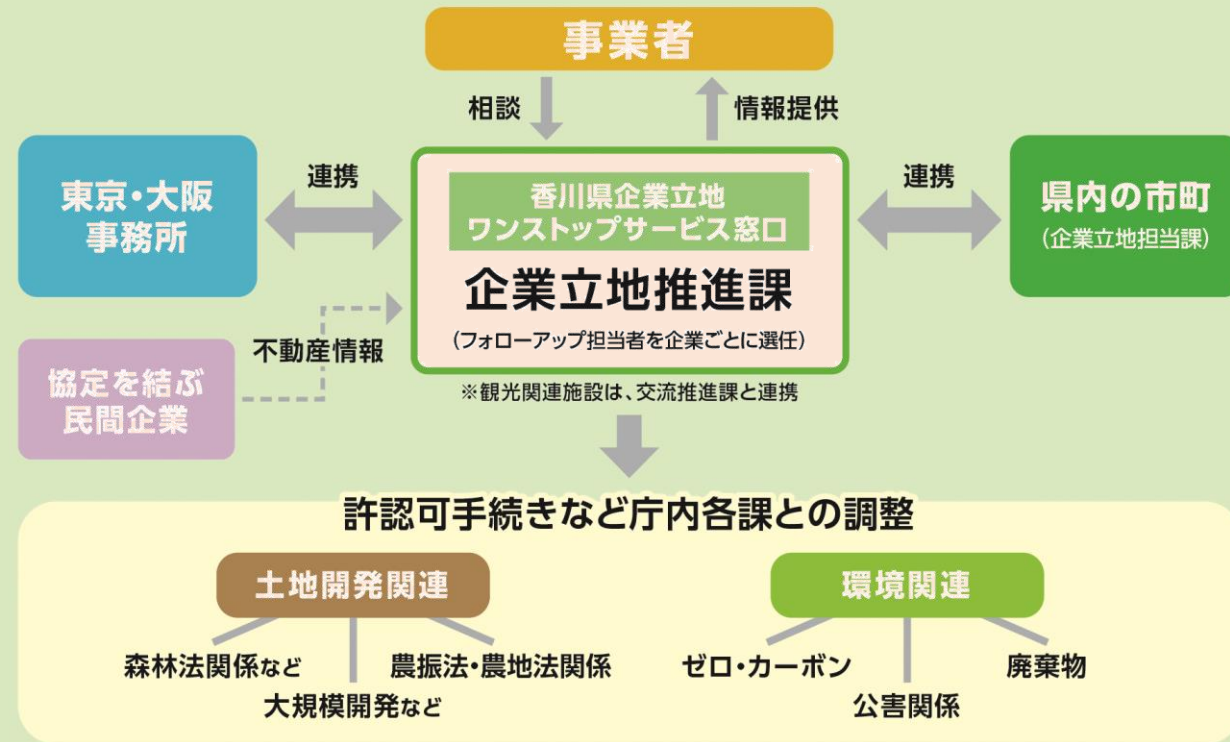 事業者
相談
情報提供
東京・大阪
事務所
連携
香川県企業立地
ワンストップサービス窓口
企業立地推進課
(フォローアップ担当者を企業ごとに選任)
連携
県内の市町
(企業立地担当課)
不動産情報
協定を結ぶ
民間企業
※観光関連施設は、交流推進課と連携
許認可手続きなど庁内各課との調整
土地開発関連
森林法関係など
大規模開発など
農振法・農地法関係
環境関連
ゼロ・カーボン
公害関係
廃棄物